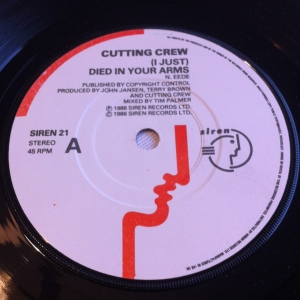 CUTTING CREW
(I JUST)
DIED IN YOUR ARMS
N. EEDE
PUBLISHED BY COPYRIGHT CONTROL
PRODUCED BY JOHN JANSEN, TERRY BROWN
AND CUTTING CREW
MIXED BY TIM PALMER
℗ 1986 SIREN RECORDS LTD.
© 1986 SIREN RECORDS LTD.
SIREN 21
STEREO
45 RPM
A
siren